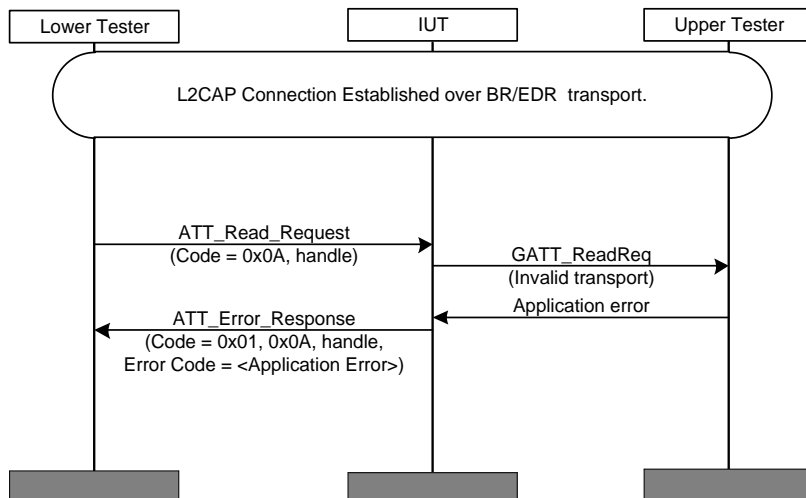 Lower Tester
IUT
Upper Tester
L2CAP Connection Established over BR/EDR  transport.
ATT_Read_Request
(Code = 0x0A, handle)
GATT_ReadReq
(Invalid transport)
Application error
ATT_Error_Response
(Code = 0x01, 0x0A, handle,
Error Code = <Application Error>)